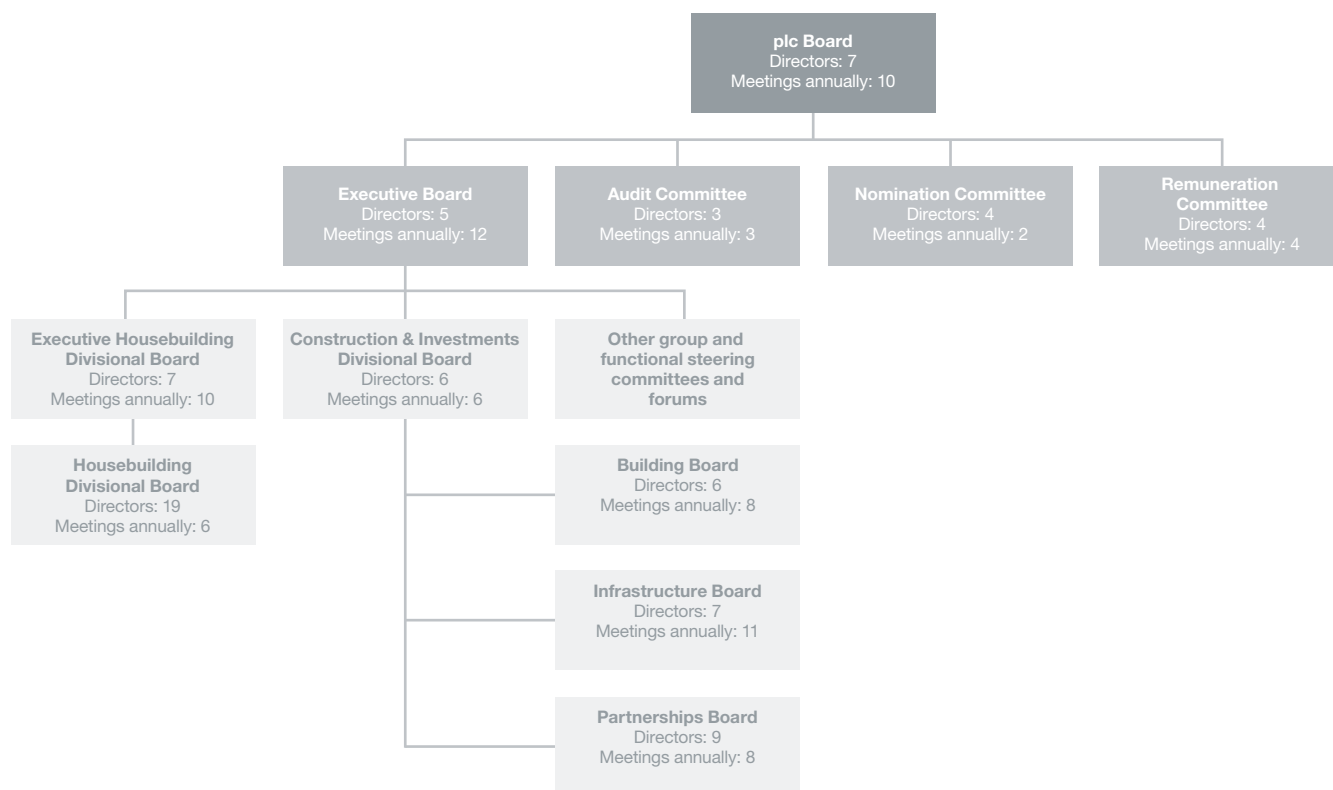 plc Board
Directors: 7
Meetings annually: 10
Executive Board
Directors: 5
Meetings annually: 12
Audit Committee
Directors: 3
Meetings annually: 3
Nomination Committee
Directors: 4
Meetings annually: 2
Remuneration
Committee
Directors: 4
Meetings annually: 4
Executive Housebuilding
Divisional Board
Directors: 7
Meetings annually: 10
Construction & Investments
Divisional Board
Directors: 6
Meetings annually: 6
Other group and
functional steering
committees and
forums
Housebuilding
Divisional Board
Directors: 19
Meetings annually: 6
Building Board
Directors: 6
Meetings annually: 8
Infrastructure Board
Directors: 7
Meetings annually: 11
Partnerships Board
Directors: 9
Meetings annually: 8